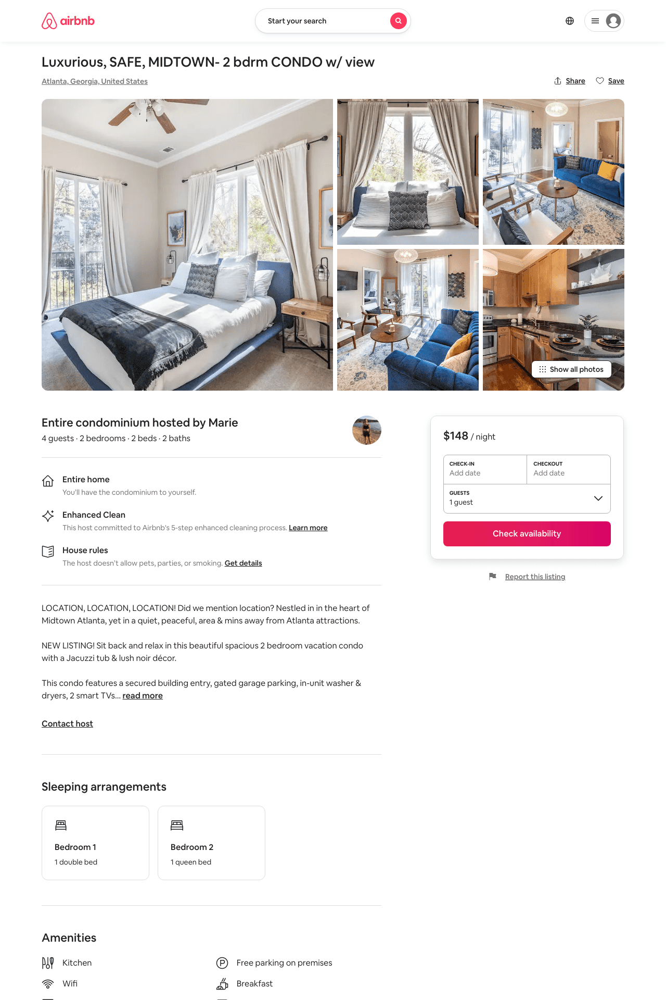 airbnb
Start your search
Luxurious, SAFE, MIDTOWN- 2 bdrm CONDO w/ view
Atlanta, Georgia, United States
Share
Save
Show all photos
Entire condominium hosted by Marie
4 guests · 2 bedrooms · 2 beds · 2 baths
Entire home
You’ll have the condominium to yourself.
Enhanced Clean
This host committed to Airbnb's 5-step enhanced cleaning process. Learn more
House rules
The host doesn’t allow pets, parties, or smoking. Get details
$148 / night
CHECK-IN
Add date
CHECKOUT
Add date
GUESTS
1 guest
Check availability
Report this listing
LOCATION, LOCATION, LOCATION! Did we mention location? Nestled in in the heart of
Midtown Atlanta, yet in a quiet, peaceful, area & mins away from Atlanta attractions.
NEW LISTING! Sit back and relax in this beautiful spacious 2 bedroom vacation condo
with a Jacuzzi tub & lush noir décor.
This condo features a secured building entry, gated garage parking, in-unit washer &
dryers, 2 smart TVs... read more
Contact host
Sleeping arrangements
Bedroom 1
1 double bed
Bedroom 2
1 queen bed
Amenities
Kitchen
Free parking on premises
Wifi
Breakfast